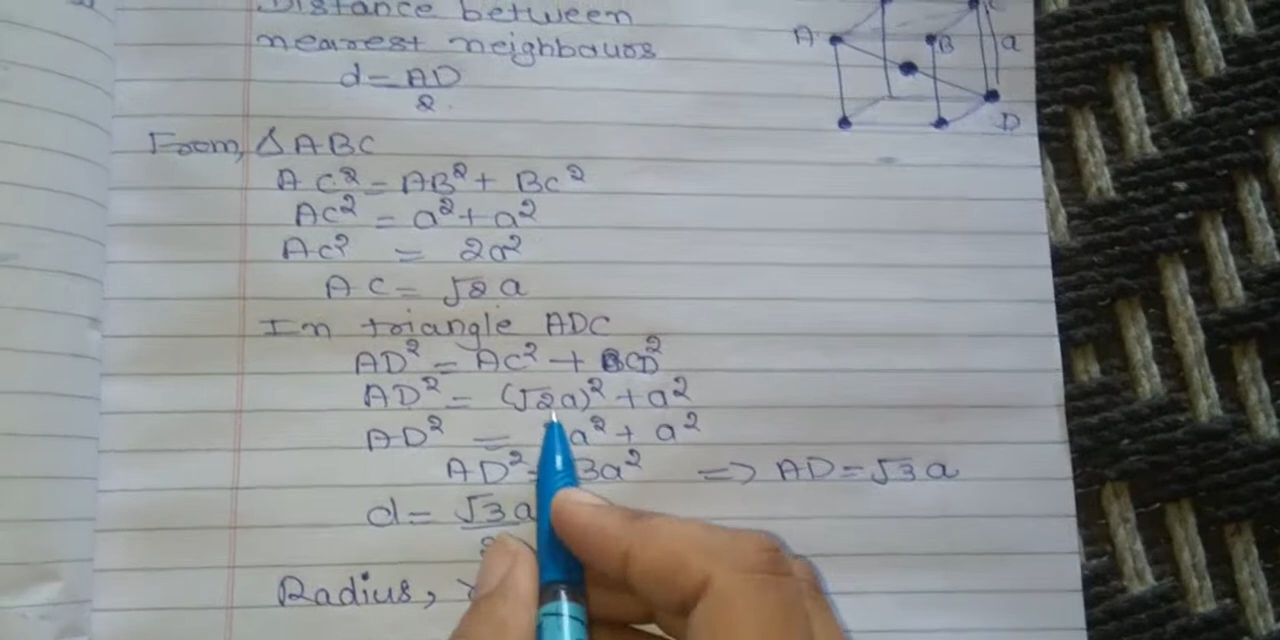 Distance between
nearest neighbours
d = AD
2.
A
B
C
a
D
From, △ABC
AC² = AB² + BC²
AC² = a² + a²
AC² = 2a²
AC = √2 a
In triangle ADC
AD² = AC² + CD²
AD² = (√2a)² + a²
AD² = a² + a²
AD² = 3a² => AD = √3 a
d = √3 a
Radius,